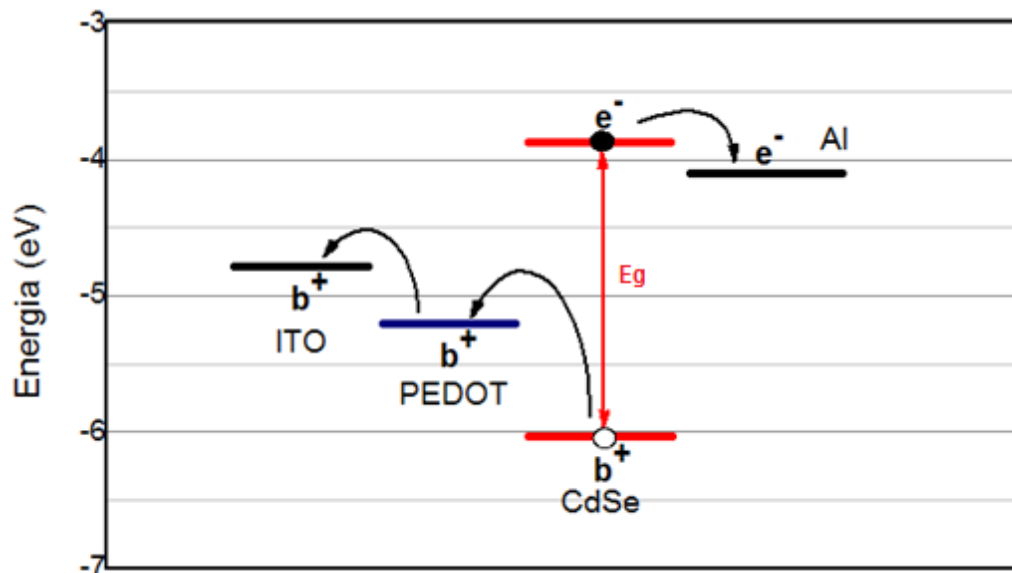 Energia (eV)
-3
-4
-5
-6
-7
e-
e-
Al
Eg
b+
ITO
b+
PEDOT
b+
CdSe